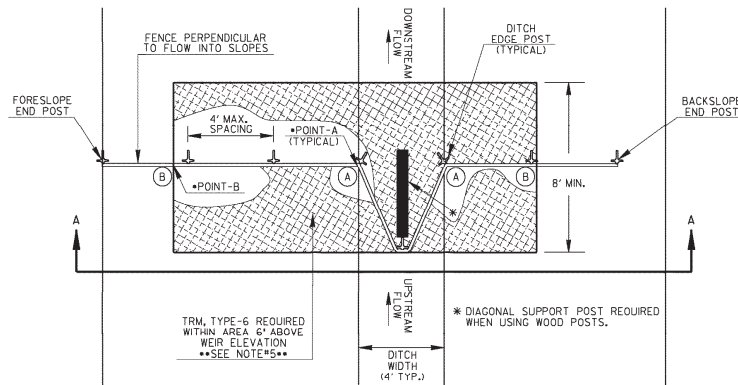 DOWNSTREAM
FLOW
FENCE PERPENDICULAR
TO FLOW INTO SLOPES
DITCH
EDGE POST
(TYPICAL)
FORESLOPE
END POST
BACKSLOPE
END POST
4' MAX.
SPACING
•POINT-A
(TYPICAL)
B
•POINT-B
A
A
B
8' MIN.
*
A
A
UPSTREAM
FLOW
TRM, TYPE-6 REQUIRED
WITHIN AREA 6" ABOVE
WEIR ELEVATION
••SEE NOTE#5••
* DIAGONAL SUPPORT POST REQUIRED
WHEN USING WOOD POSTS.
DITCH
WIDTH
(4' TYP.)